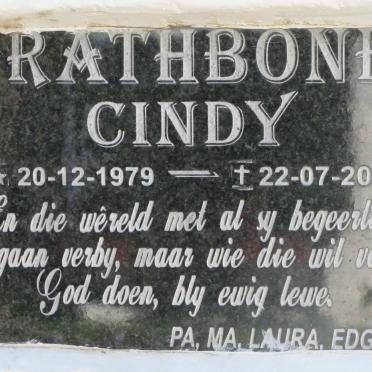 RATHBONE
CINDY
20-12-1979 — ✝ 22-07-20
En die wêreld met al sy begeert
gaan verby, maar wie die wil v
God doen, bly ewig lewe.
PA, MA, LAURA, EDG